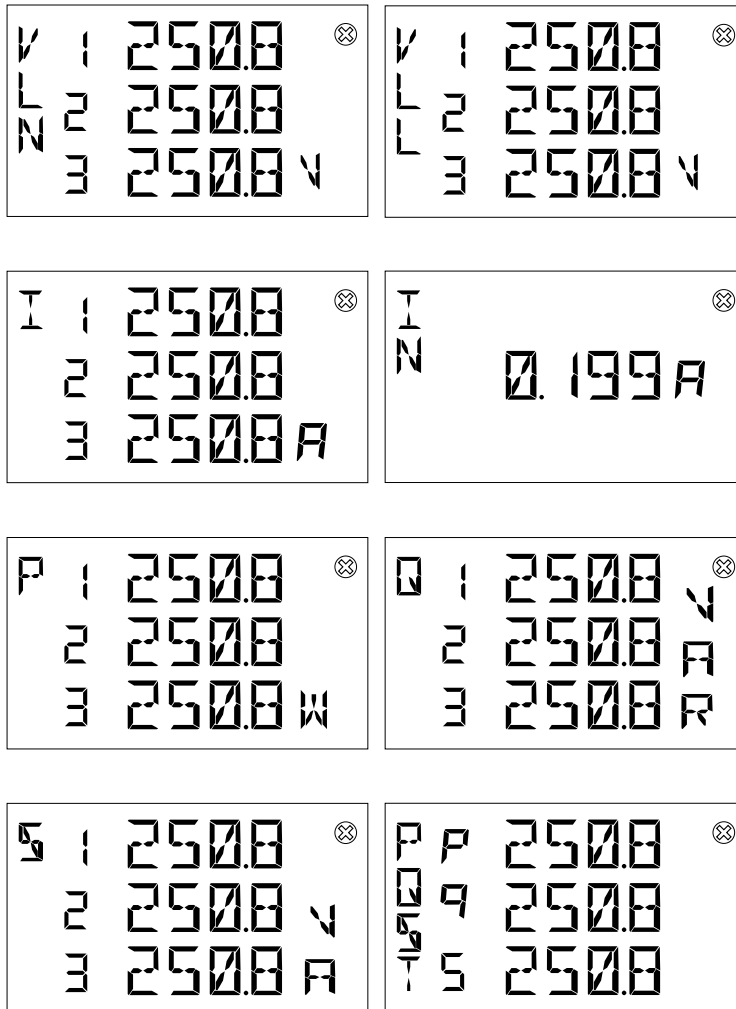 V 1 250.8
L 2 250.8
N 3 250.8 V
V 1 250.8
L 2 250.8
L 3 250.8 V
I 1 250.8
2 250.8
3 250.8 A
I
N 0.199 A
P 1 250.8
2 250.8
3 250.8 W
Q 1 250.8 V
2 250.8 A
3 250.8 R
S 1 250.8
2 250.8 V
3 250.8 A
P P 250.8
Q q 250.8
S
T S 250.8